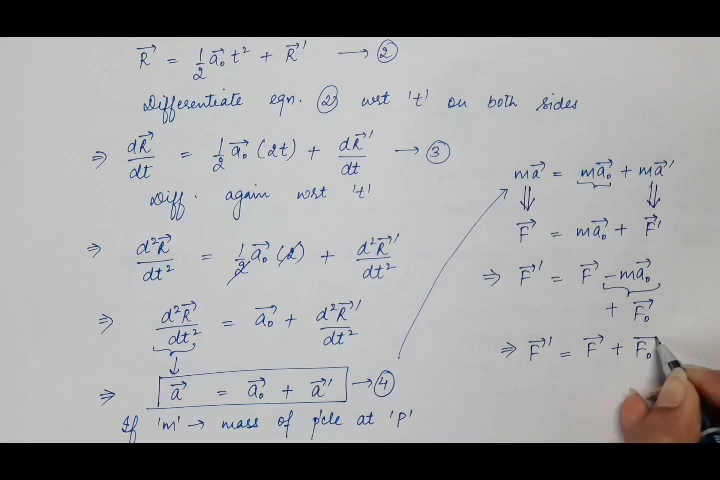 R⃗ = 1/2 a⃗₀ t² + R⃗' → ②
Differentiate eqn. ② wrt 't' on both sides
⇒ dR⃗/dt = 1/2 a⃗₀ (2t) + dR⃗'/dt → ③
Diff. again wrt 't'
⇒ d²R⃗/dt² = 1/2 a⃗₀ (2) + d²R⃗'/dt²
⇒ d²R⃗/dt² = a⃗₀ + d²R⃗'/dt²
⇒ a⃗ = a⃗₀ + a⃗' → ④
If 'm' → mass of p'cle at 'P'
ma⃗ = ma⃗₀ + ma⃗'
F⃗ = ma⃗₀ + F⃗'
⇒ F⃗' = F⃗ - ma⃗₀
+ F⃗₀
⇒ F⃗' = F⃗ + F⃗₀